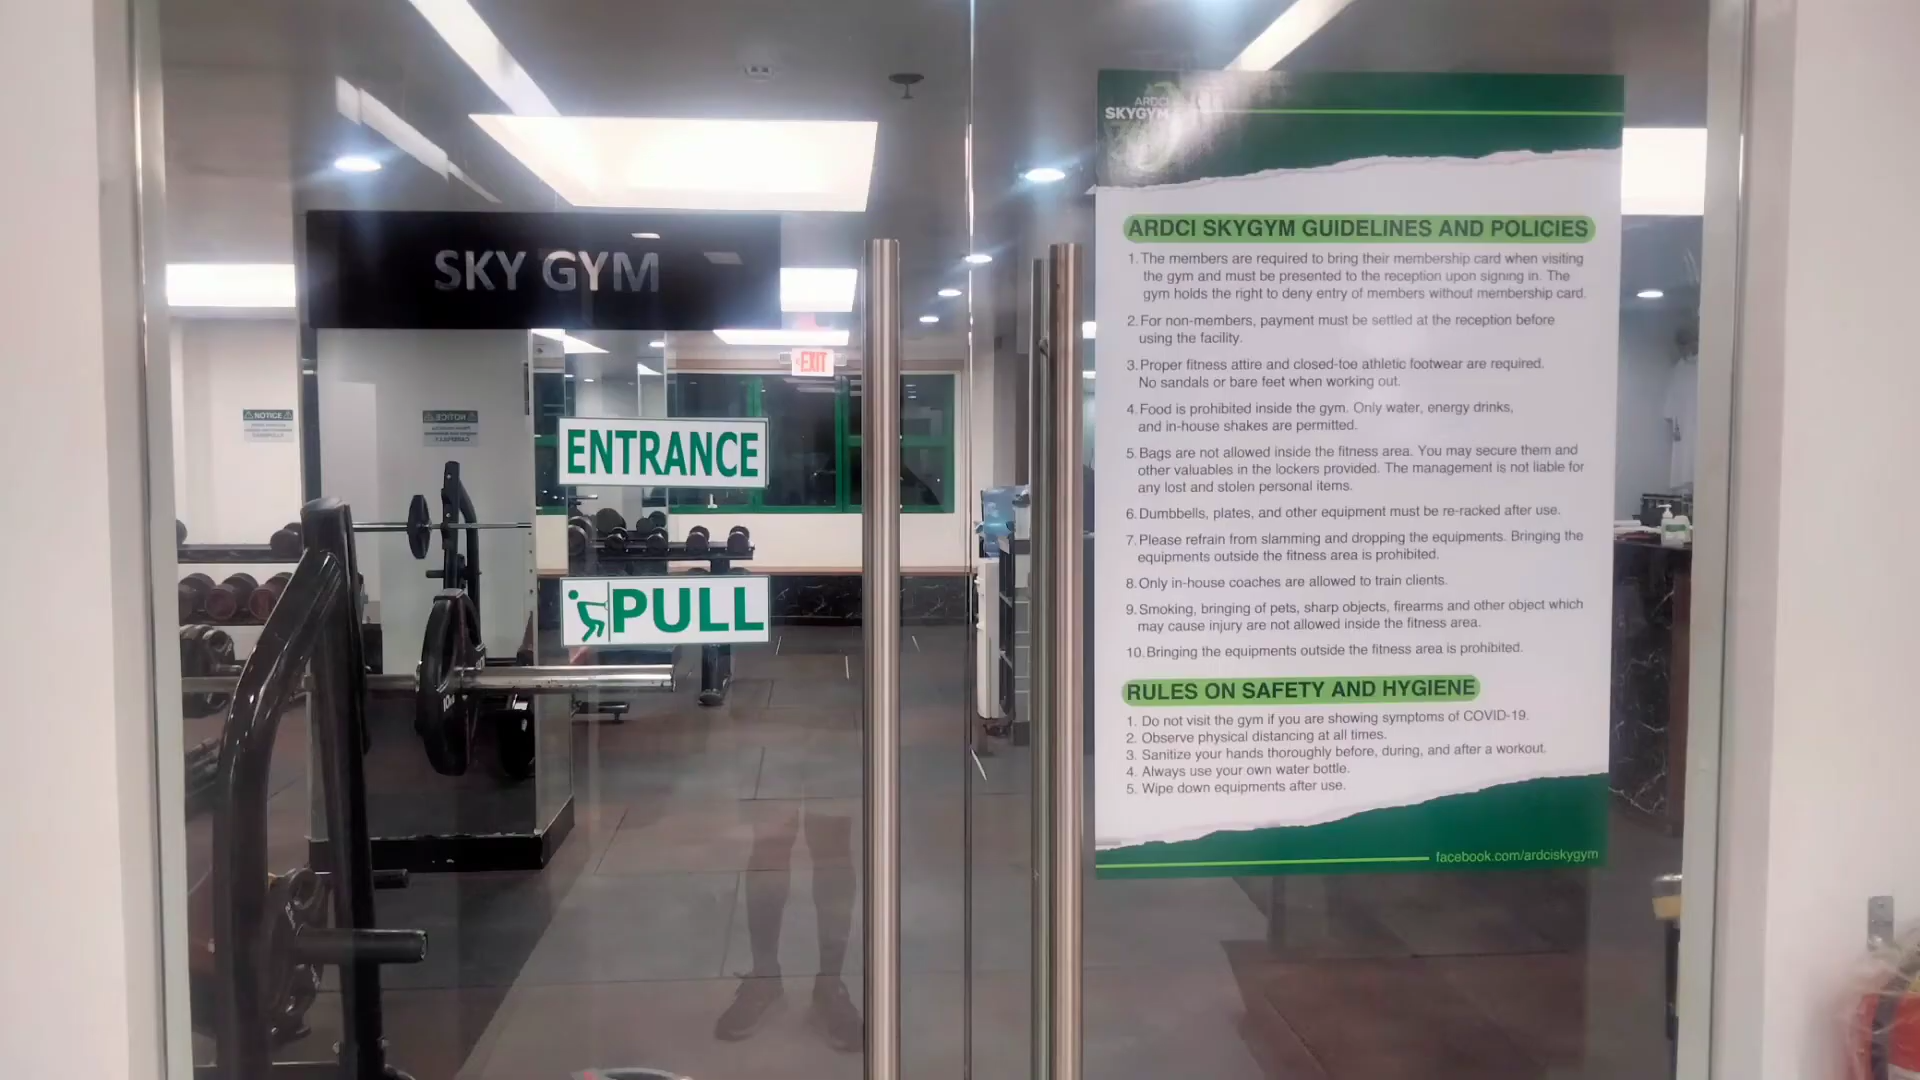 SKY GYM
EXIT
NOTICE
ENTRANCE
PULL
ARDCI
SKYGYM
ARDCI SKYGYM GUIDELINES AND POLICIES
1. The members are required to bring their membership card when visiting
the gym and must be presented to the reception upon signing in. The
gym holds the right to deny entry of members without membership card.
2. For non-members, payment must be settled at the reception before
using the facility.
3. Proper fitness attire and closed-toe athletic footwear are required.
No sandals or bare feet when working out.
4. Food is prohibited inside the gym. Only water, energy drinks,
and in-house shakes are permitted.
5. Bags are not allowed inside the fitness area. You may secure them and
other valuables in the lockers provided. The management is not liable for
any lost and stolen personal items.
6. Dumbbells, plates, and other equipment must be re-racked after use.
7. Please refrain from slamming and dropping the equipments. Bringing the
equipments outside the fitness area is prohibited.
8. Only in-house coaches are allowed to train clients.
9. Smoking, bringing of pets, sharp objects, firearms and other object which
may cause injury are not allowed inside the fitness area.
10. Bringing the equipments outside the fitness area is prohibited.
RULES ON SAFETY AND HYGIENE
1. Do not visit the gym if you are showing symptoms of COVID-19.
2. Observe physical distancing at all times.
3. Sanitize your hands thoroughly before, during, and after a workout.
4. Always use your own water bottle.
5. Wipe down equipments after use.
facebook.com/ardciskygym